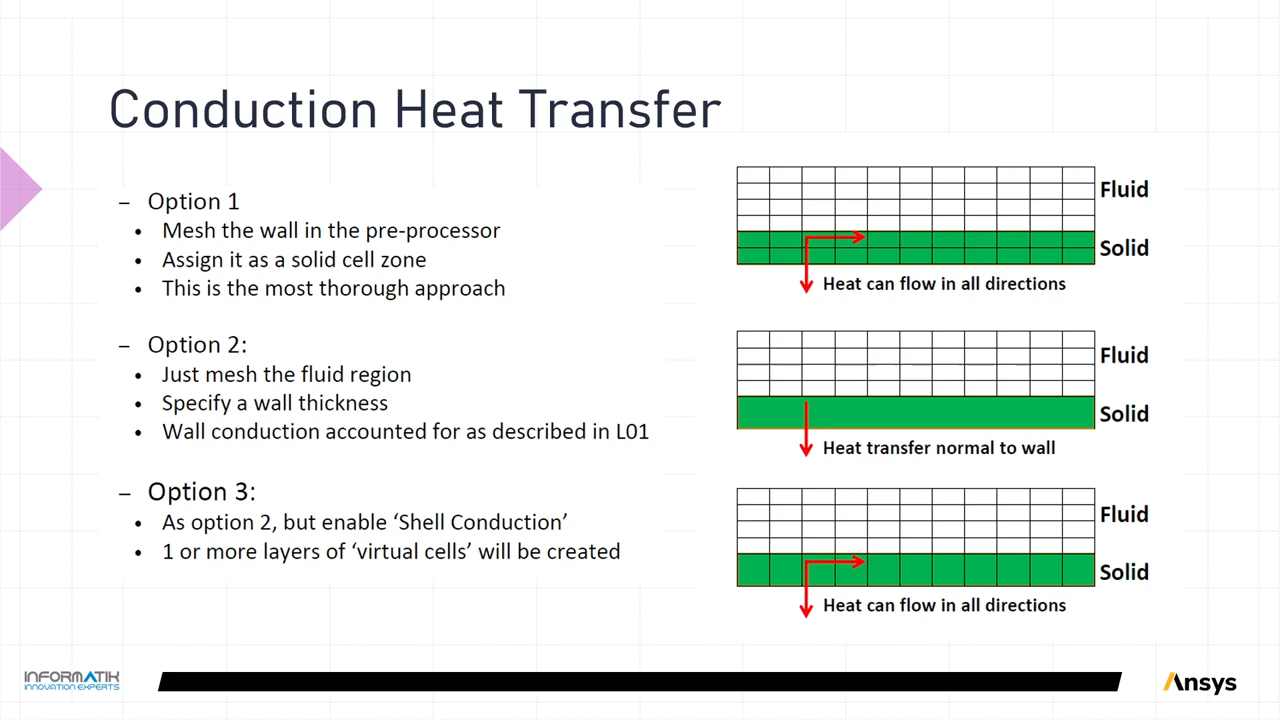 Conduction Heat Transfer
– Option 1
• Mesh the wall in the pre-processor
• Assign it as a solid cell zone
• This is the most thorough approach
Fluid
Solid
Heat can flow in all directions
– Option 2:
• Just mesh the fluid region
• Specify a wall thickness
• Wall conduction accounted for as described in L01
Fluid
Solid
Heat transfer normal to wall
– Option 3:
• As option 2, but enable ‘Shell Conduction’
• 1 or more layers of ‘virtual cells’ will be created
Fluid
Solid
Heat can flow in all directions
INFORMATIK
INNOVATION EXPERTS
Ansys